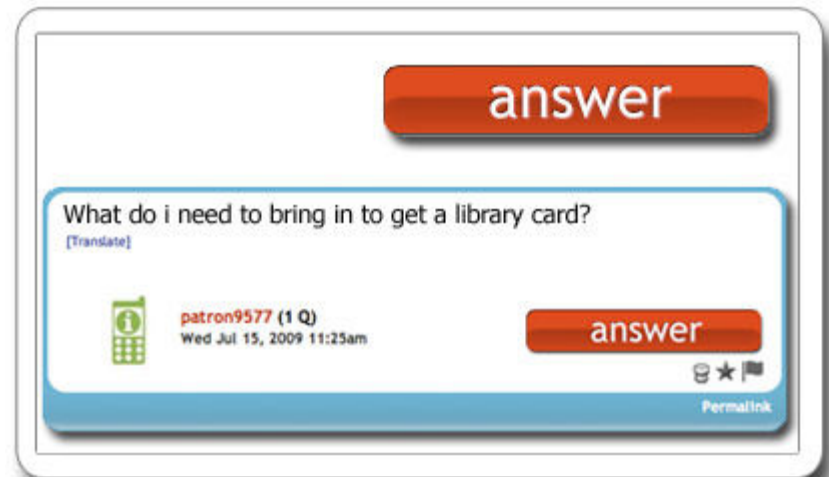 answer
What do i need to bring in to get a library card?
[Translate]
patron9577 (1 Q)
Wed Jul 15, 2009 11:25am
answer
Permalink